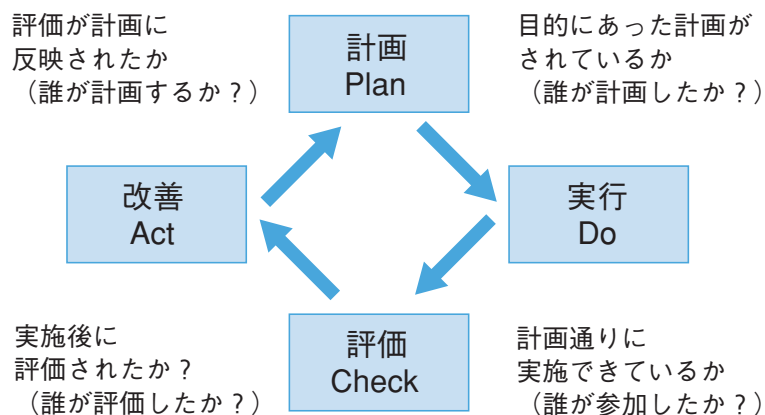 評価が計画に
反映されたか
（誰が計画するか？）
計画
Plan
目的にあった計画が
されているか
（誰が計画したか？）
改善
Act
実行
Do
実施後に
評価されたか？
（誰が評価したか？）
評価
Check
計画通りに
実施できているか
（誰が参加したか？）